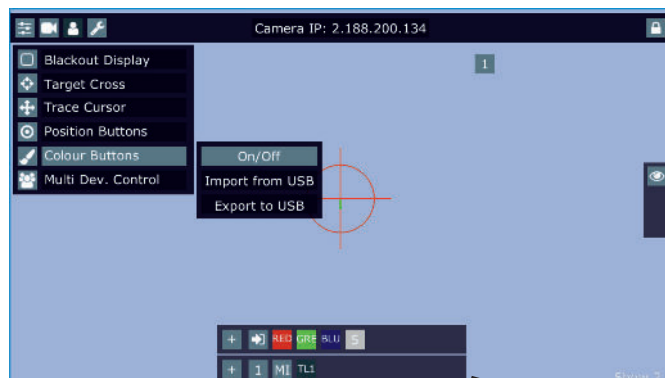 Camera IP: 2.188.200.134
Blackout Display
1
Target Cross
Trace Cursor
Position Buttons
Colour Buttons
On/Off
Multi Dev. Control
Import from USB
Export to USB
+ RED GRE BLU S
+ 1 MI TL1